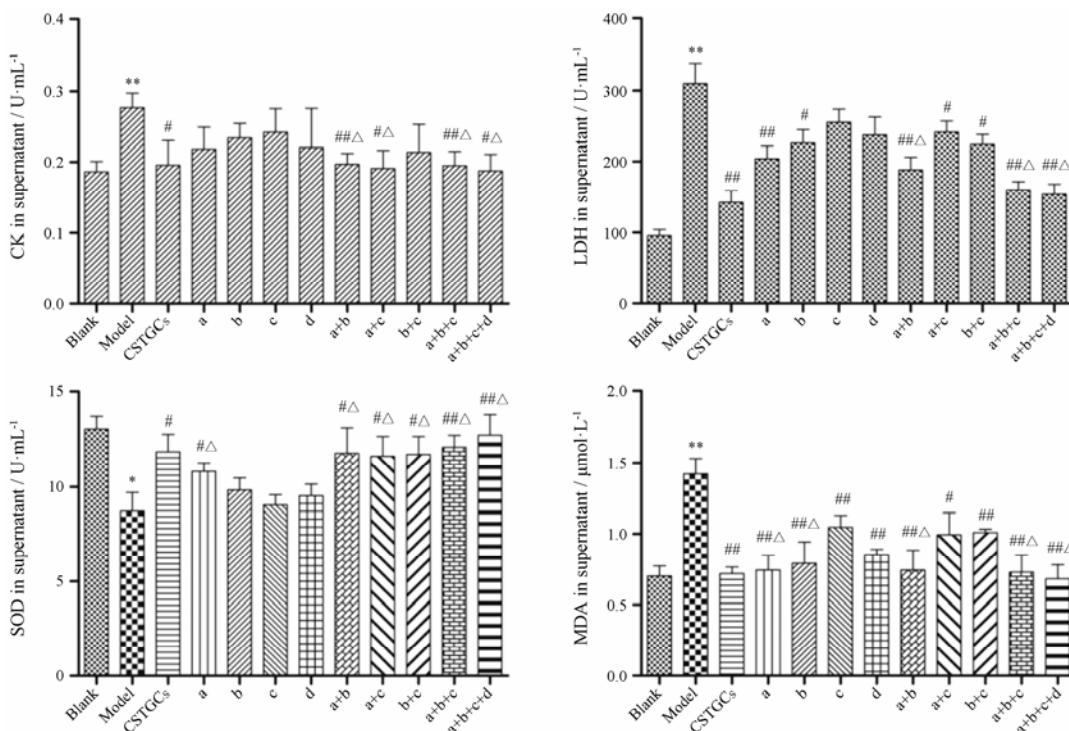 CK in supernatant / U·mL⁻¹
0.4
0.3
0.2
0.1
0.0
**
#
##△
#△
##△
#△
Blank
Model
CSTGCs
a
b
c
d
a+b
a+c
b+c
a+b+c
a+b+c+d
LDH in supernatant / U·mL⁻¹
400
300
200
100
0
**
##
##
#
##△
#
#
##△
##△
Blank
Model
CSTGCs
a
b
c
d
a+b
a+c
b+c
a+b+c
a+b+c+d
SOD in supernatant / U·mL⁻¹
15
10
5
0
*
#
#△
#△
#△
#△
##△
##△
Blank
Model
CSTGCs
a
b
c
d
a+b
a+c
b+c
a+b+c
a+b+c+d
MDA in supernatant / μmol·L⁻¹
2.0
1.5
1.0
0.5
0.0
**
##
##△
##△
##
##
##△
#
##
##△
##△
Blank
Model
CSTGCs
a
b
c
d
a+b
a+c
b+c
a+b+c
a+b+c+d